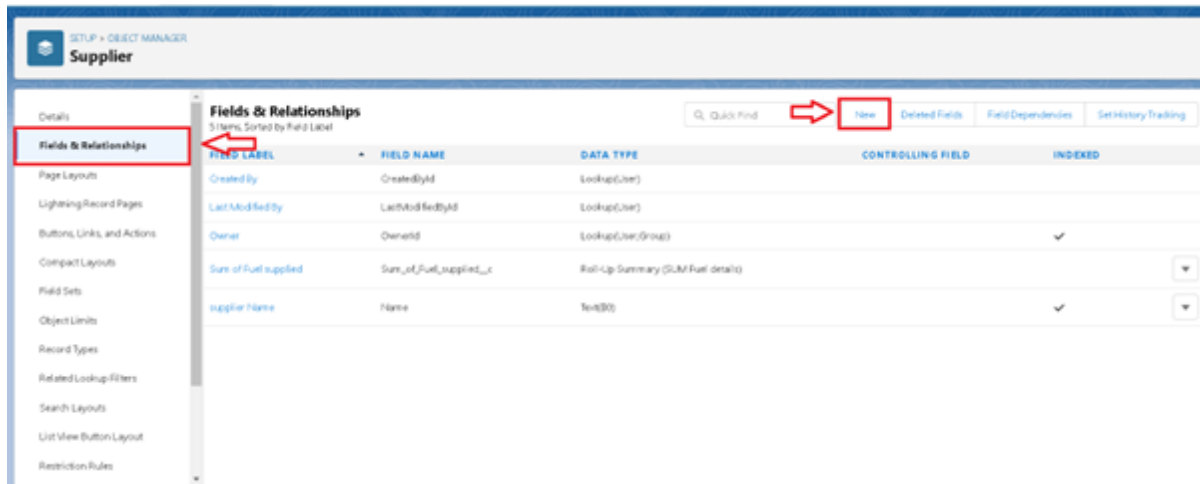 SETUP > OBJECT MANAGER
Supplier
Details
Fields & Relationships
Page Layouts
Lightning Record Pages
Buttons, Links, and Actions
Compact Layouts
Field Sets
Object Limits
Record Types
Related Lookup Filters
Search Layouts
List View Button Layout
Restriction Rules
Fields & Relationships
5 Items, Sorted by Field Label
Quick Find
New
Deleted Fields
Field Dependencies
Set History Tracking
FIELD LABEL FIELD NAME DATA TYPE CONTROLLING FIELD INDEXED
Created By CreatedById Lookup(User)
Last Modified By LastModifiedById Lookup(User)
Owner OwnerId Lookup(User,Group)
Sum of Fuel supplied Sum_of_Fuel_supplied__c Roll-Up Summary (SUM Fuel details)
supplier Name Name Text(80)